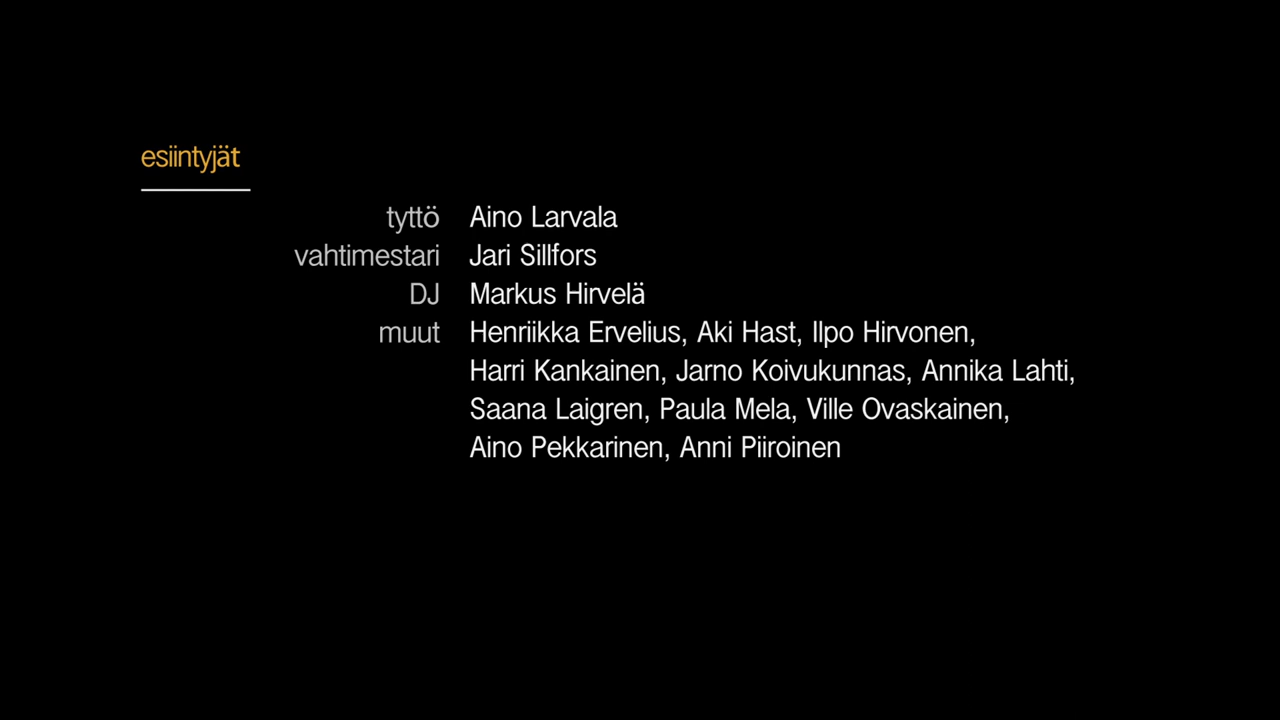 esiintyjät
tyttö Aino Larvala
vahtimestari Jari Sillfors
DJ Markus Hirvelä
muut Henriikka Ervelius, Aki Hast, Ilpo Hirvonen,
Harri Kankainen, Jarno Koivukunnas, Annika Lahti,
Saana Laigren, Paula Mela, Ville Ovaskainen,
Aino Pekkarinen, Anni Piiroinen